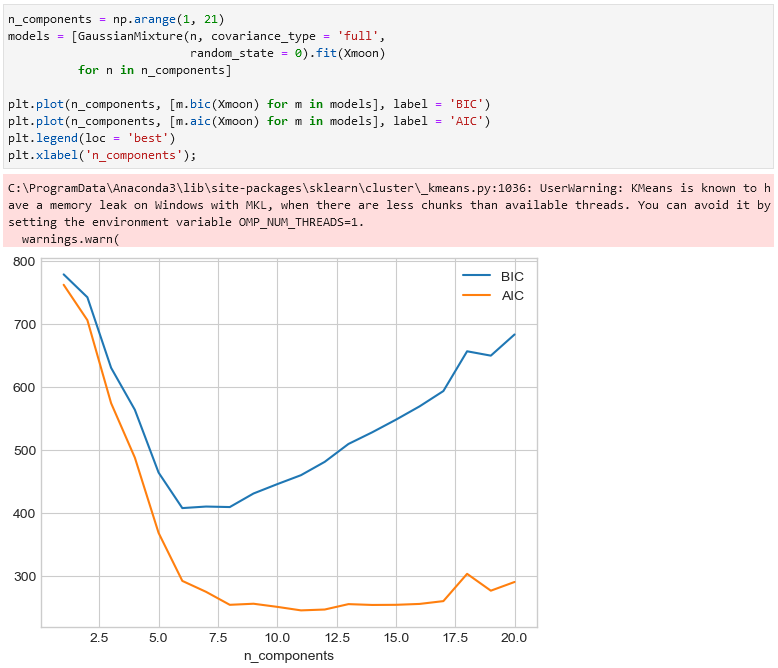 n_components = np.arange(1, 21)
models = [GaussianMixture(n, covariance_type = 'full',
                         random_state = 0).fit(Xmoon)
          for n in n_components]

plt.plot(n_components, [m.bic(Xmoon) for m in models], label = 'BIC')
plt.plot(n_components, [m.aic(Xmoon) for m in models], label = 'AIC')
plt.legend(loc = 'best')
plt.xlabel('n_components');
C:\ProgramData\Anaconda3\lib\site-packages\sklearn\cluster\_kmeans.py:1036: UserWarning: KMeans is known to h
ave a memory leak on Windows with MKL, when there are less chunks than available threads. You can avoid it by
setting the environment variable OMP_NUM_THREADS=1.
  warnings.warn(
800
BIC
AIC
700
600
500
400
300
2.5 5.0 7.5 10.0 12.5 15.0 17.5 20.0
n_components